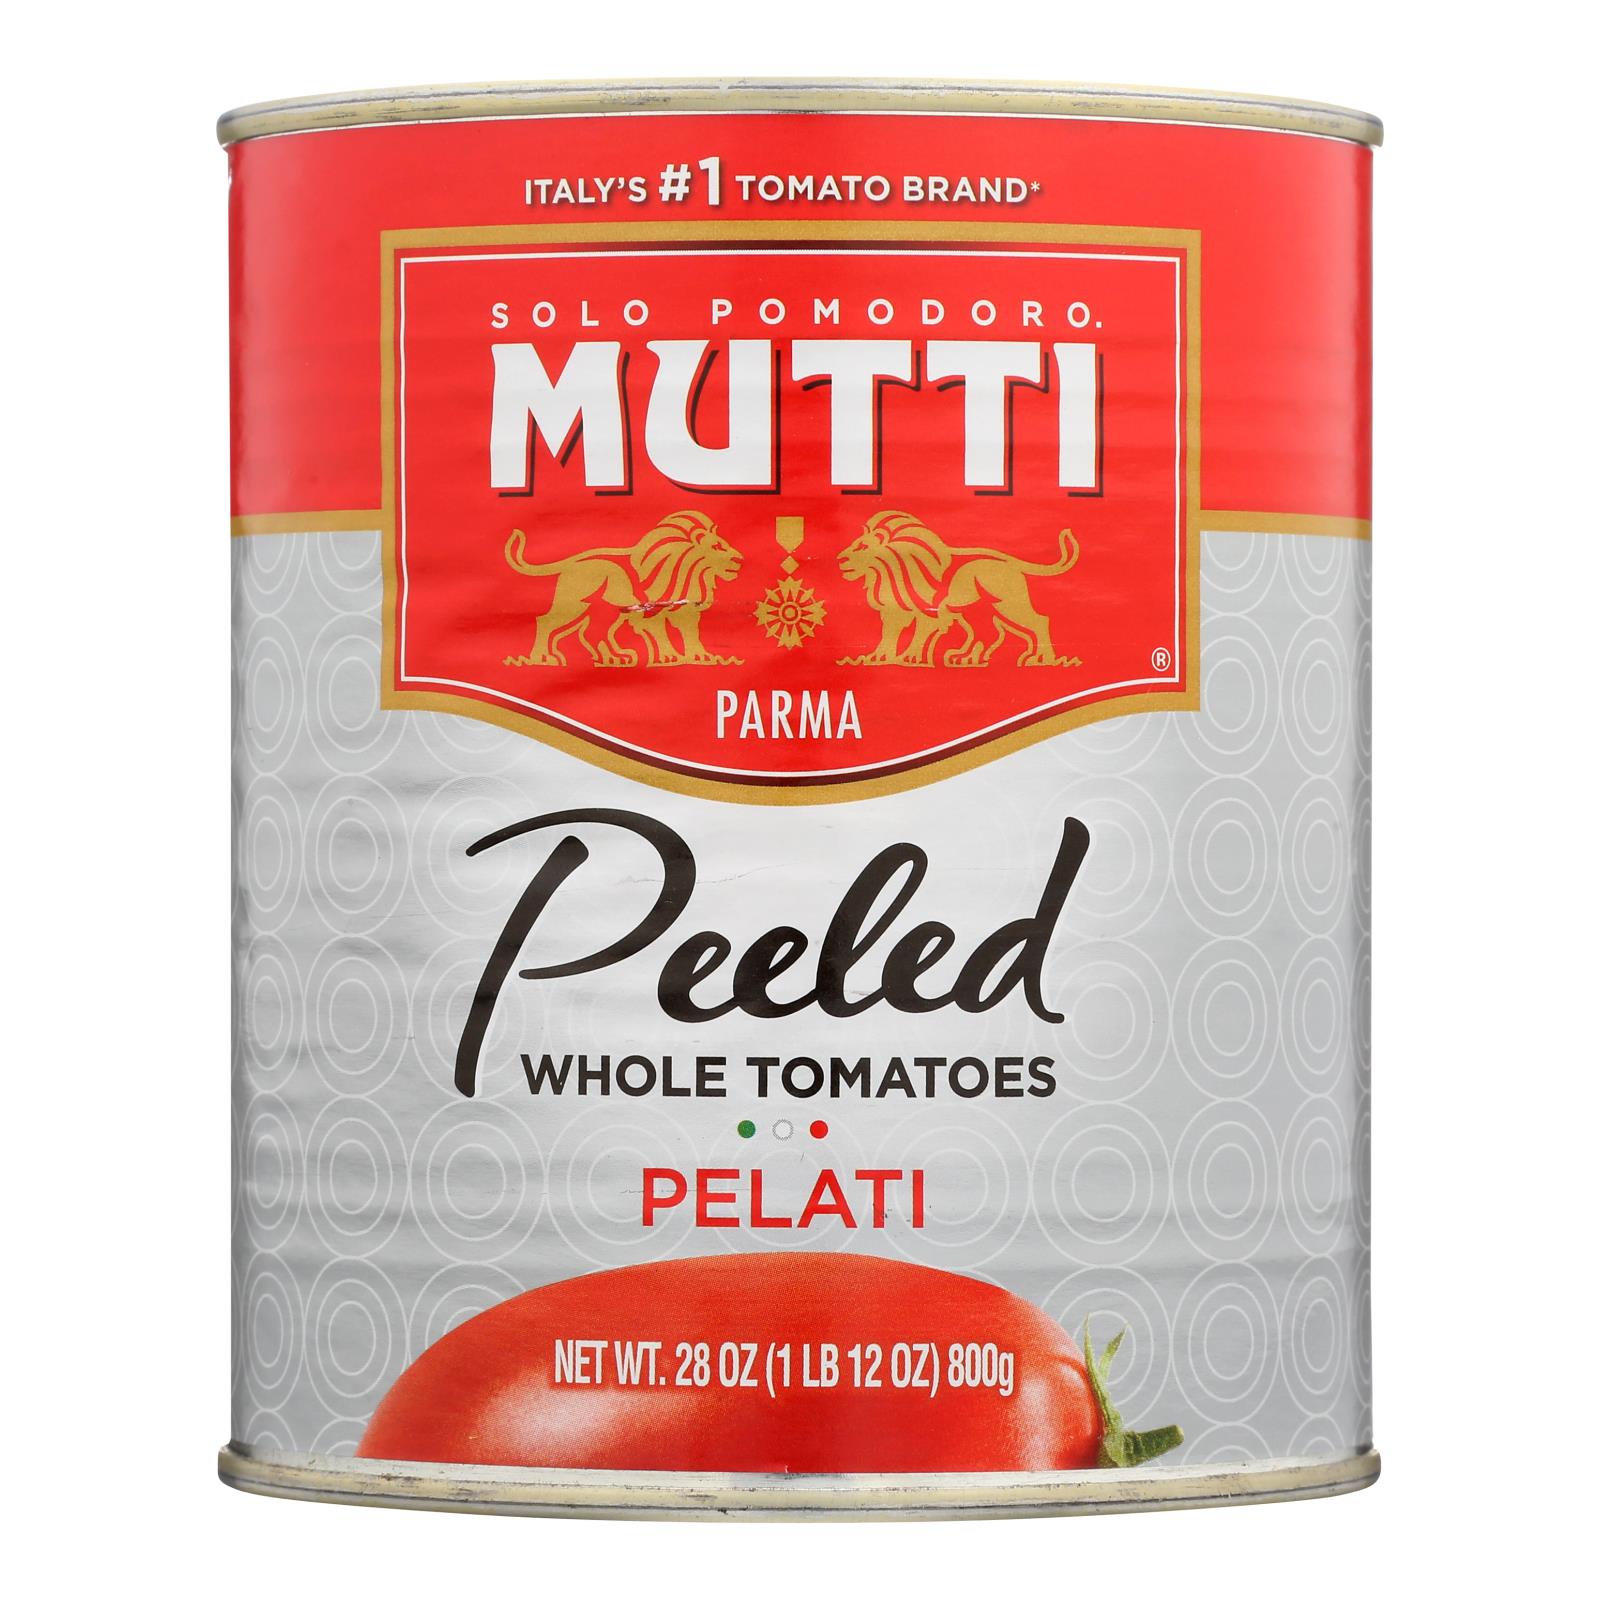 ITALY'S #1 TOMATO BRAND*
SOLO POMODORO.
MUTTI
®
PARMA
Peeled
WHOLE TOMATOES
PELATI
NET WT. 28 OZ (1 LB 12 OZ) 800g